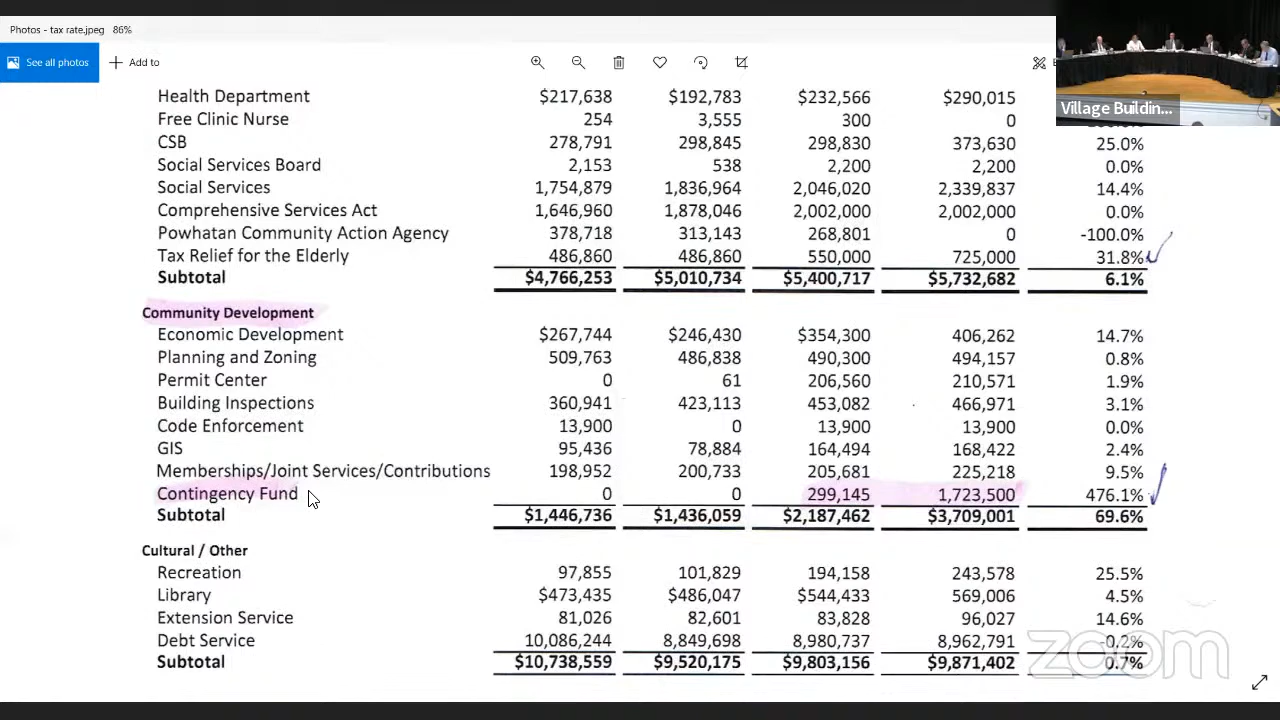 Photos - tax rate.jpeg 86%
See all photos
Add to
Village Buildin...
Health Department $217,638 $192,783 $232,566 $290,015
Free Clinic Nurse 254 3,555 300 0
CSB 278,791 298,845 298,830 373,630 25.0%
Social Services Board 2,153 538 2,200 2,200 0.0%
Social Services 1,754,879 1,836,964 2,046,020 2,339,837 14.4%
Comprehensive Services Act 1,646,960 1,878,046 2,002,000 2,002,000 0.0%
Powhatan Community Action Agency 378,718 313,143 268,801 0 -100.0%
Tax Relief for the Elderly 486,860 486,860 550,000 725,000 31.8%
Subtotal $4,766,253 $5,010,734 $5,400,717 $5,732,682 6.1%
Community Development
Economic Development $267,744 $246,430 $354,300 406,262 14.7%
Planning and Zoning 509,763 486,838 490,300 494,157 0.8%
Permit Center 0 61 206,560 210,571 1.9%
Building Inspections 360,941 423,113 453,082 466,971 3.1%
Code Enforcement 13,900 0 13,900 13,900 0.0%
GIS 95,436 78,884 164,494 168,422 2.4%
Memberships/Joint Services/Contributions 198,952 200,733 205,681 225,218 9.5%
Contingency Fund 0 0 299,145 1,723,500 476.1%
Subtotal $1,446,736 $1,436,059 $2,187,462 $3,709,001 69.6%
Cultural / Other
Recreation 97,855 101,829 194,158 243,578 25.5%
Library $473,435 $486,047 $544,433 569,006 4.5%
Extension Service 81,026 82,601 83,828 96,027 14.6%
Debt Service 10,086,244 8,849,698 8,980,737 8,962,791 -0.2%
Subtotal $10,738,559 $9,520,175 $9,803,156 $9,871,402 0.7%
zoom